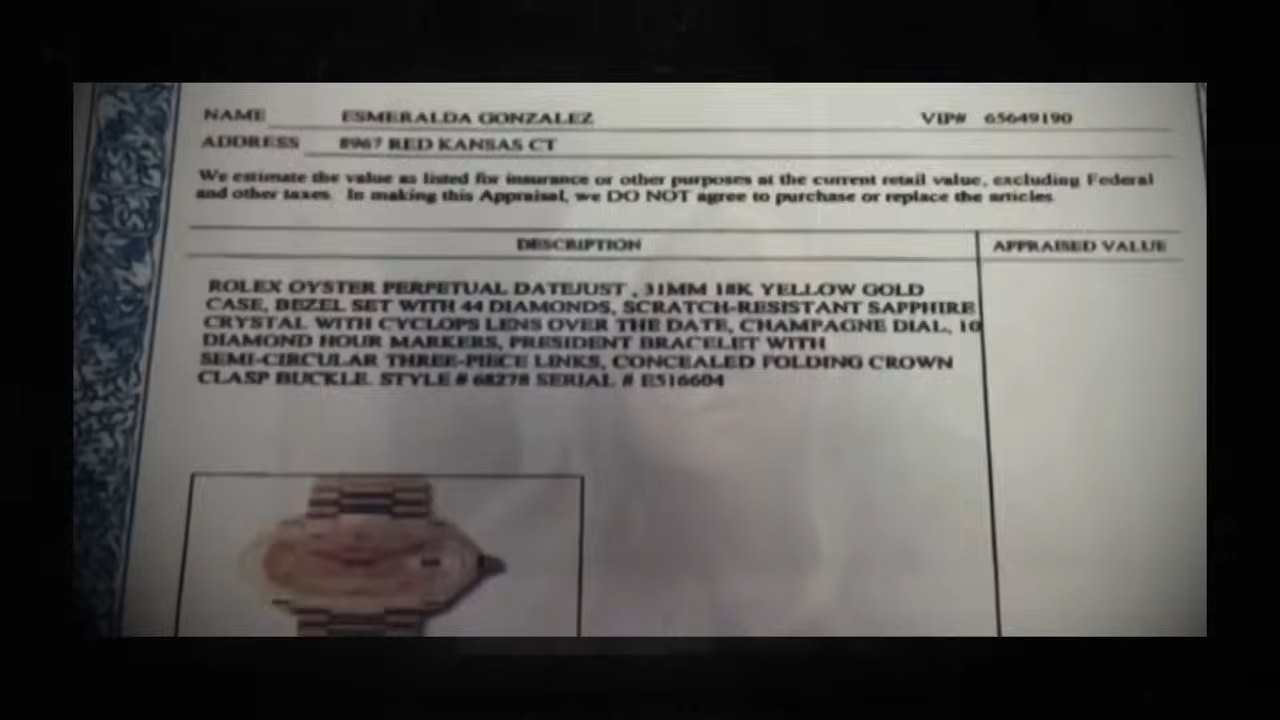 NAME ESMERALDA GONZALEZ VIP# 65649190
ADDRESS 8967 RED KANSAS CT
We estimate the value as listed for insurance or other purposes at the current retail value, excluding Federal
and other taxes. In making this Appraisal, we DO NOT agree to purchase or replace the articles.
DESCRIPTION APPRAISED VALUE
ROLEX OYSTER PERPETUAL DATEJUST , 31MM 18K YELLOW GOLD
CASE, BEZEL SET WITH 44 DIAMONDS, SCRATCH-RESISTANT SAPPHIRE
CRYSTAL WITH CYCLOPS LENS OVER THE DATE, CHAMPAGNE DIAL, 10
DIAMOND HOUR MARKERS, PRESIDENT BRACELET WITH
SEMI-CIRCULAR THREE-PIECE LINKS, CONCEALED FOLDING CROWN
CLASP BUCKLE. STYLE # 68278 SERIAL # E516604